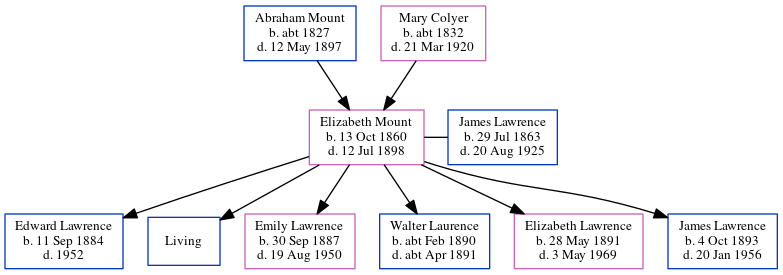 Abraham Mount
b. abt 1827
d. 12 May 1897
Mary Colyer
b. abt 1832
d. 21 Mar 1920
Elizabeth Mount
b. 13 Oct 1860
d. 12 Jul 1898
James Lawrence
b. 29 Jul 1863
d. 20 Aug 1925
Edward Lawrence
b. 11 Sep 1884
d. 1952
Living
Emily Lawrence
b. 30 Sep 1887
d. 19 Aug 1950
Walter Laurence
b. abt Feb 1890
d. abt Apr 1891
Elizabeth Lawrence
b. 28 May 1891
d. 3 May 1969
James Lawrence
b. 4 Oct 1893
d. 20 Jan 1956